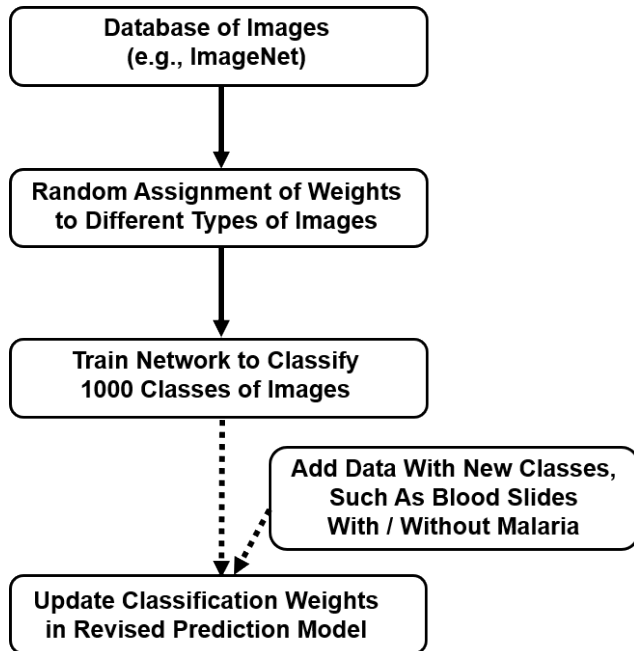 Database of Images
(e.g., ImageNet)
Random Assignment of Weights
to Different Types of Images
Train Network to Classify
1000 Classes of Images
Add Data With New Classes,
Such As Blood Slides
With / Without Malaria
Update Classification Weights
in Revised Prediction Model